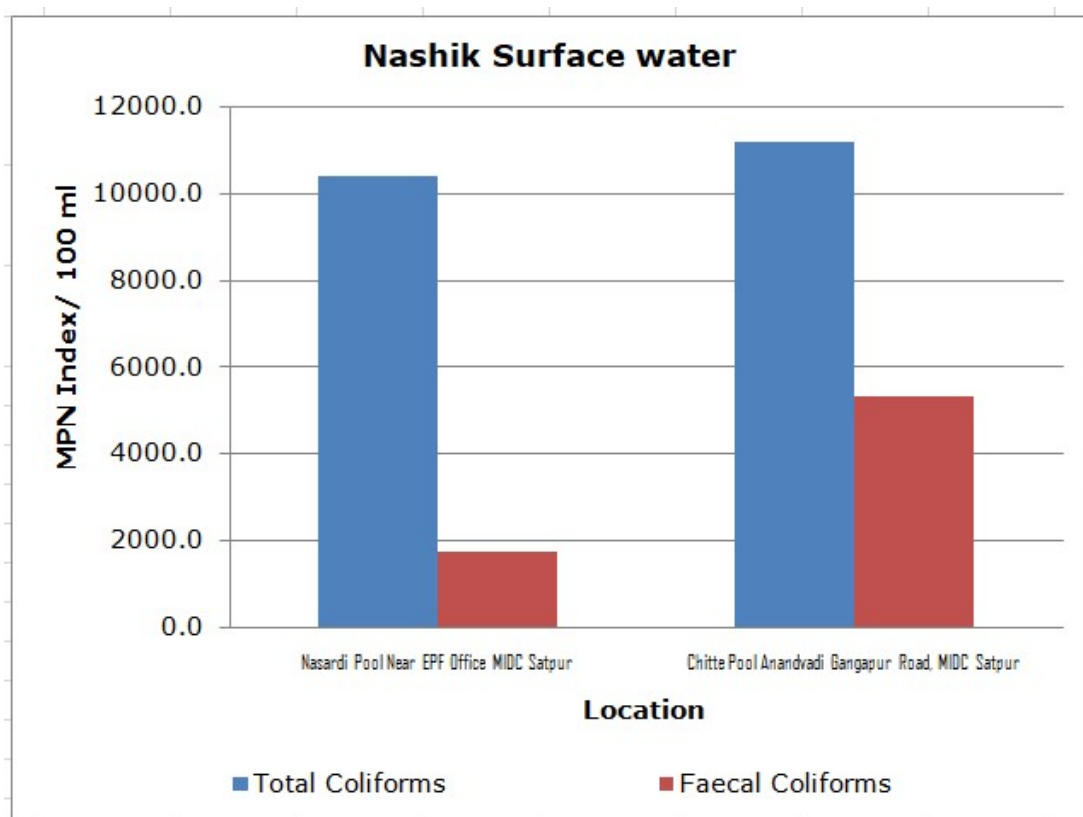 Nashik Surface water
12000.0
10000.0
8000.0
6000.0
4000.0
2000.0
0.0
MPN Index/ 100 ml
Nasardi Pool Near EPF Office MIDC Satpur
Chitte Pool Anandvadi Gangapur Road, MIDC Satpur
Location
Total Coliforms
Faecal Coliforms